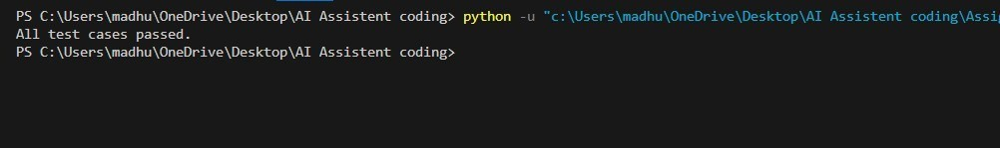 PS C:\Users\madhu\OneDrive\Desktop\AI Assistent coding> python -u "c:\Users\madhu\OneDrive\Desktop\AI Assistent coding\Assi
All test cases passed.
PS C:\Users\madhu\OneDrive\Desktop\AI Assistent coding>